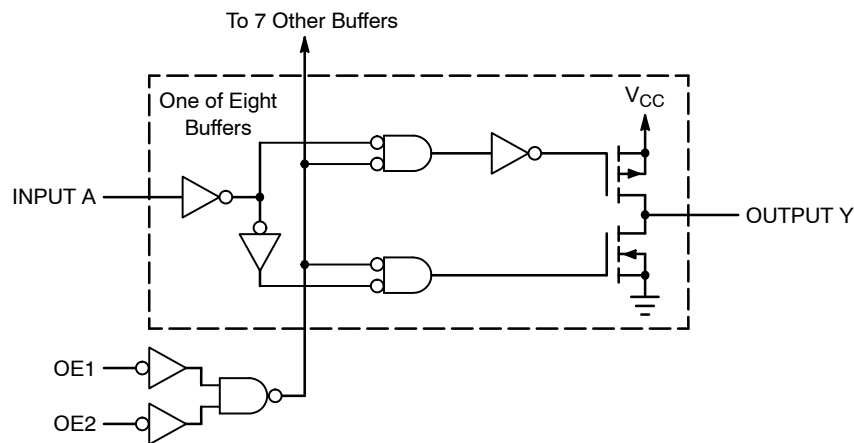 To 7 Other Buffers
One of Eight
Buffers
VCC
INPUT A
OUTPUT Y
OE1
OE2